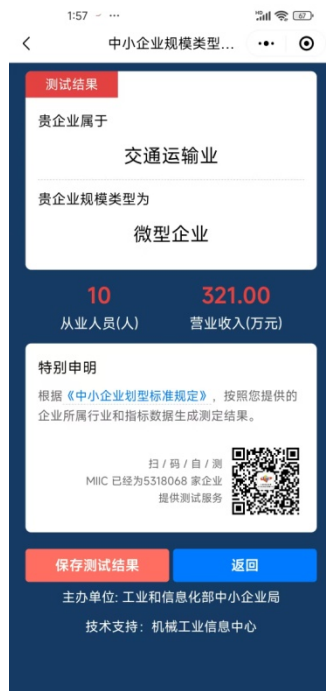 1:57
67
中小企业规模类型...
测试结果
贵企业属于
交通运输业
贵企业规模类型为
微型企业
10
321.00
从业人员(人)
营业收入(万元)
特别申明
根据《中小企业划型标准规定》，按照您提供的
企业所属行业和指标数据生成测定结果。
扫 / 码 / 自 / 测
MIIC 已经为5318068 家企业
提供测试服务
保存测试结果
返回
主办单位: 工业和信息化部中小企业局
技术支持：机械工业信息中心